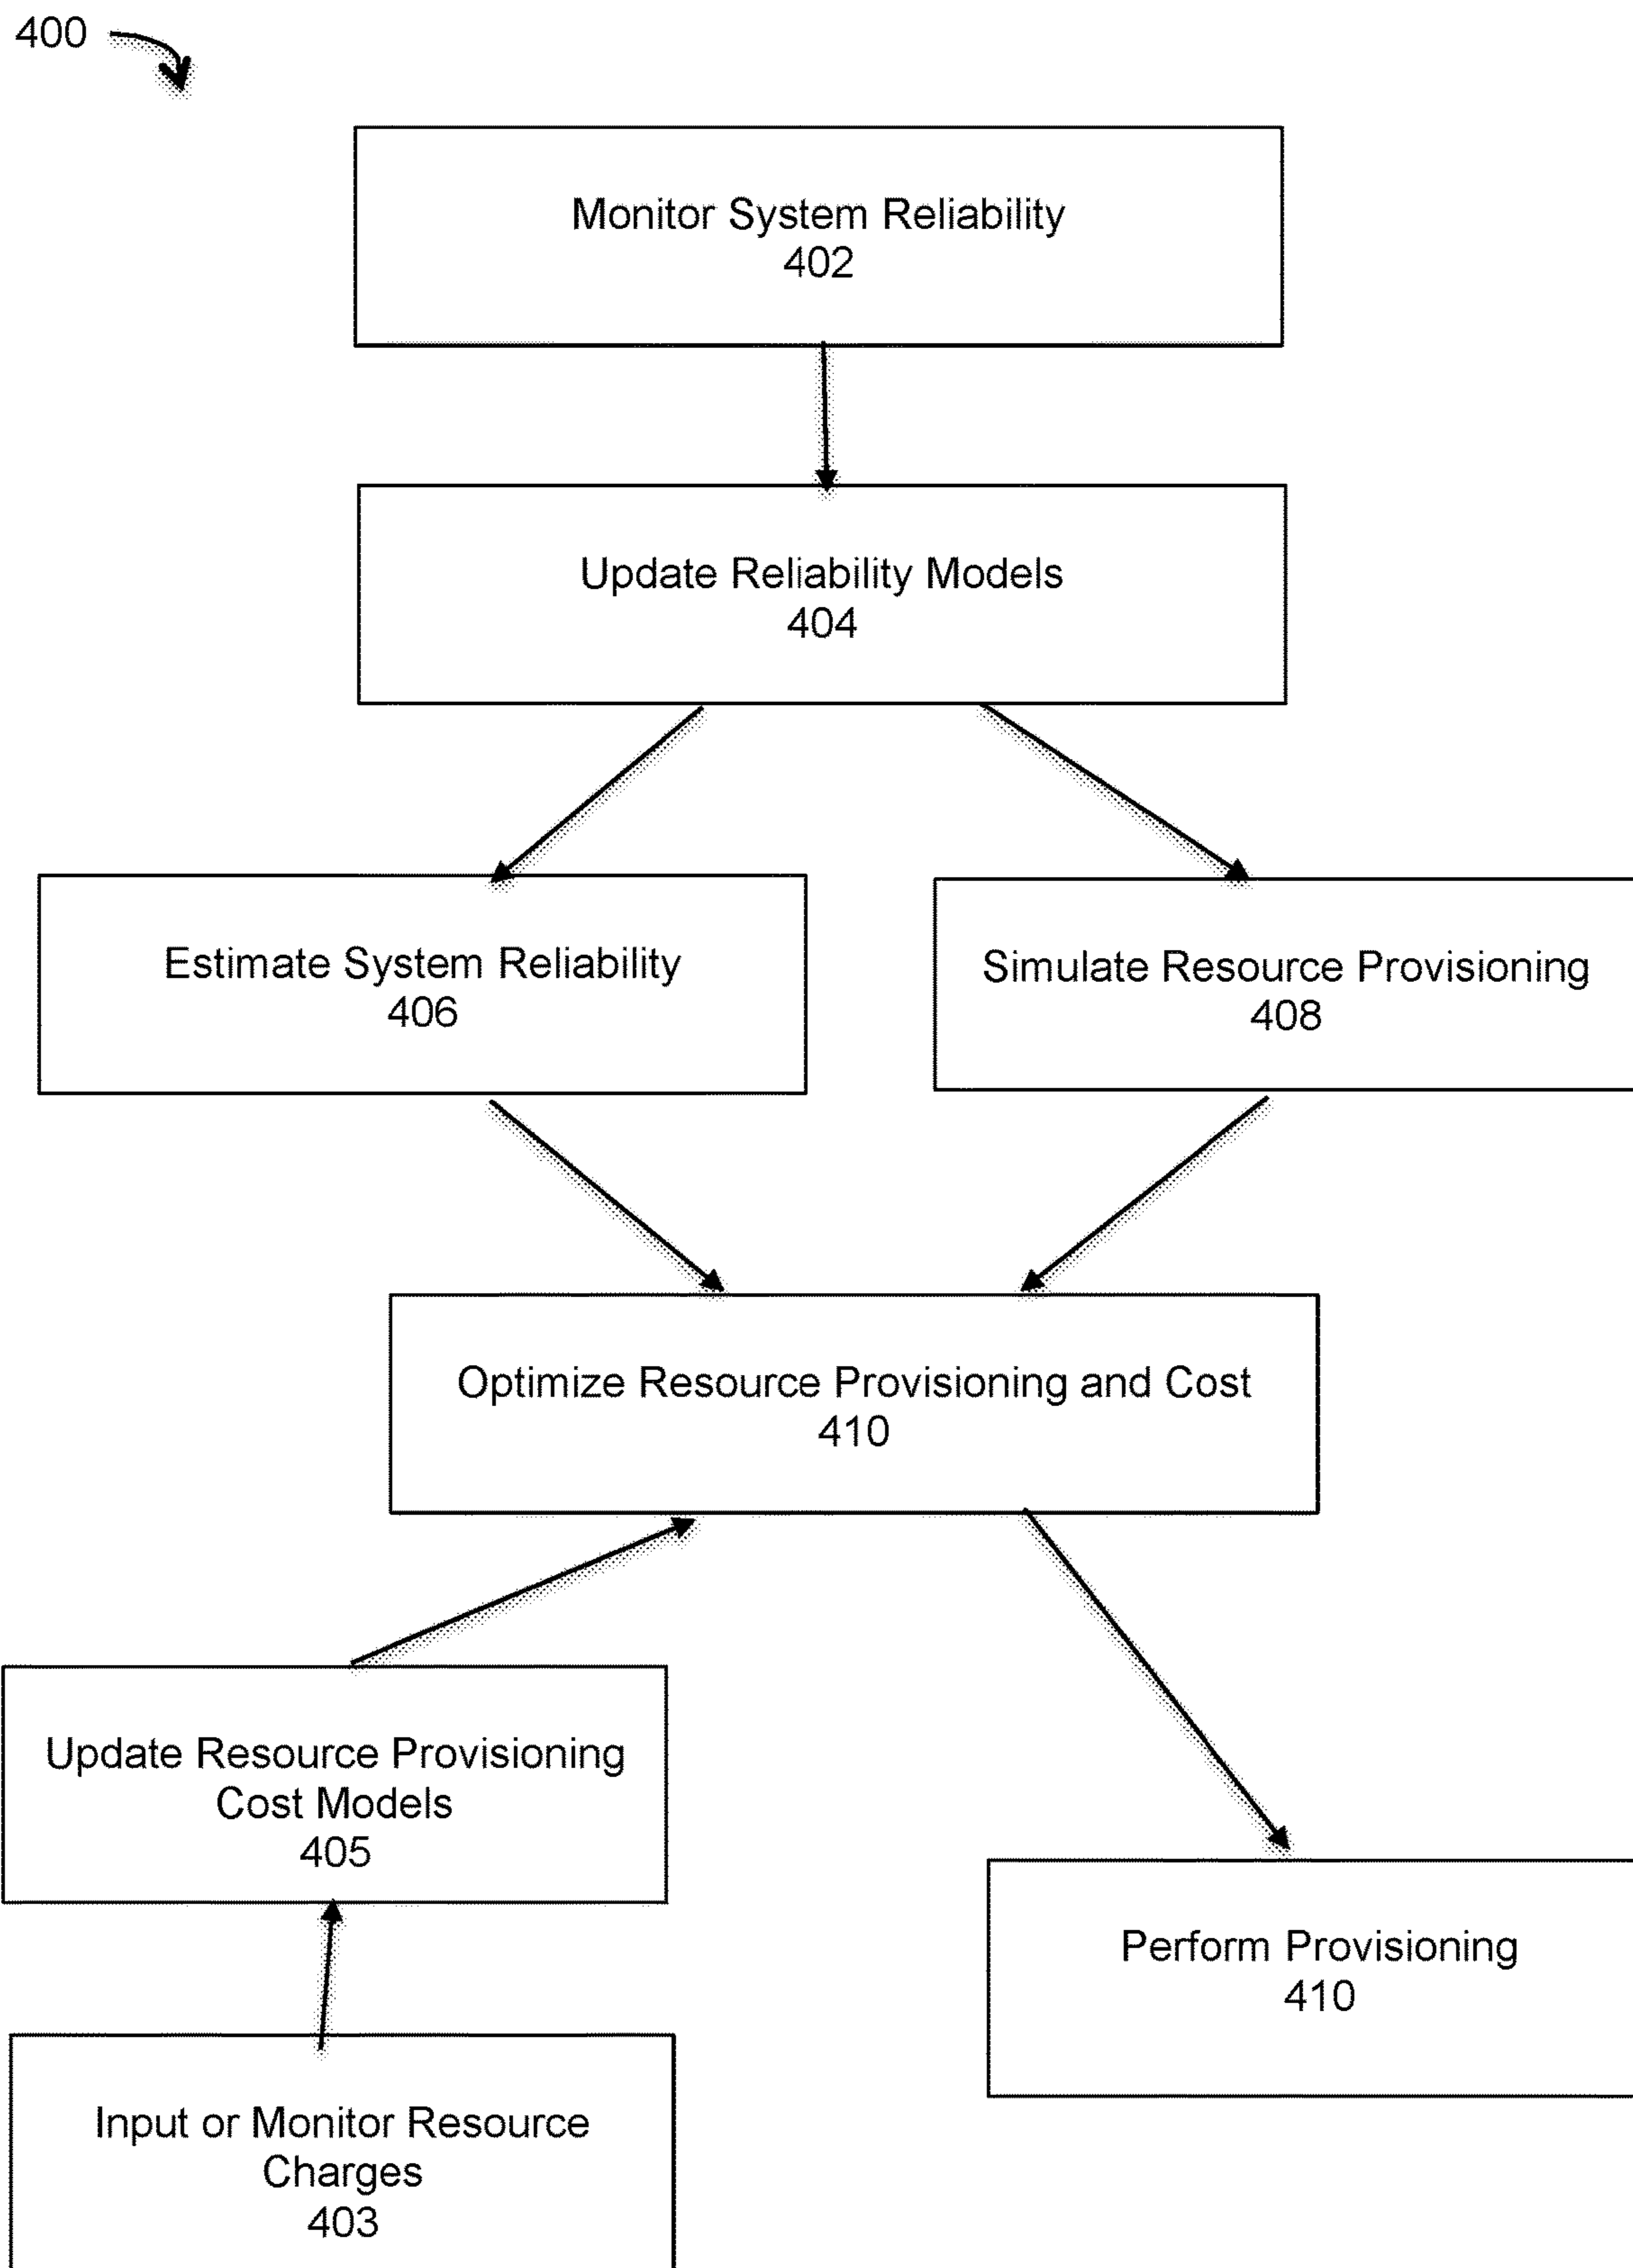 400
Monitor System Reliability
402
Update Reliability Models
404
Estimate System Reliability
406
Simulate Resource Provisioning
408
Optimize Resource Provisioning and Cost
410
Update Resource Provisioning
Cost Models
405
Perform Provisioning
410
Input or Monitor Resource
Charges
403